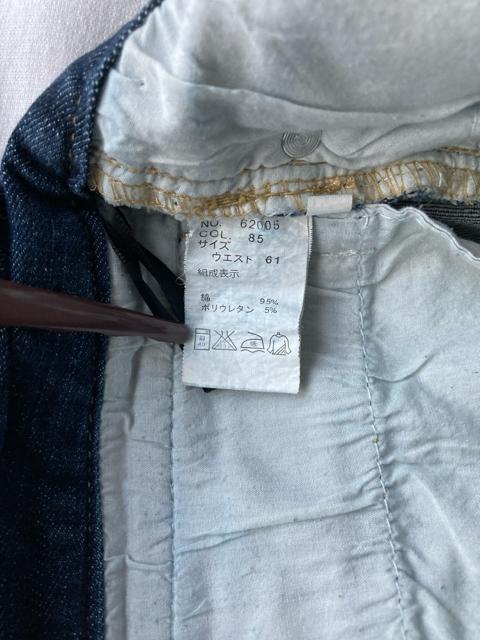 NO. 62005
COL. 85
サイズ
ウエスト 61
組成表示
綿 95%
ポリウレタン 5%